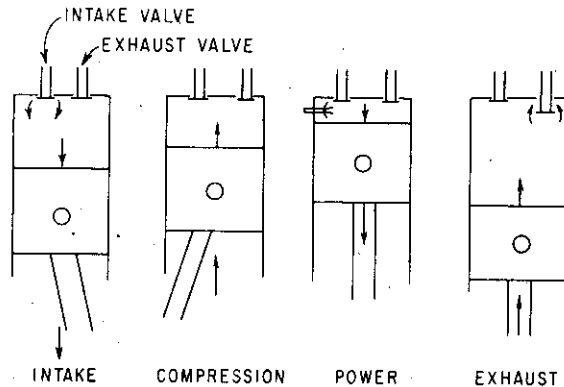 INTAKE VALVE
EXHAUST VALVE
INTAKE COMPRESSION POWER EXHAUST